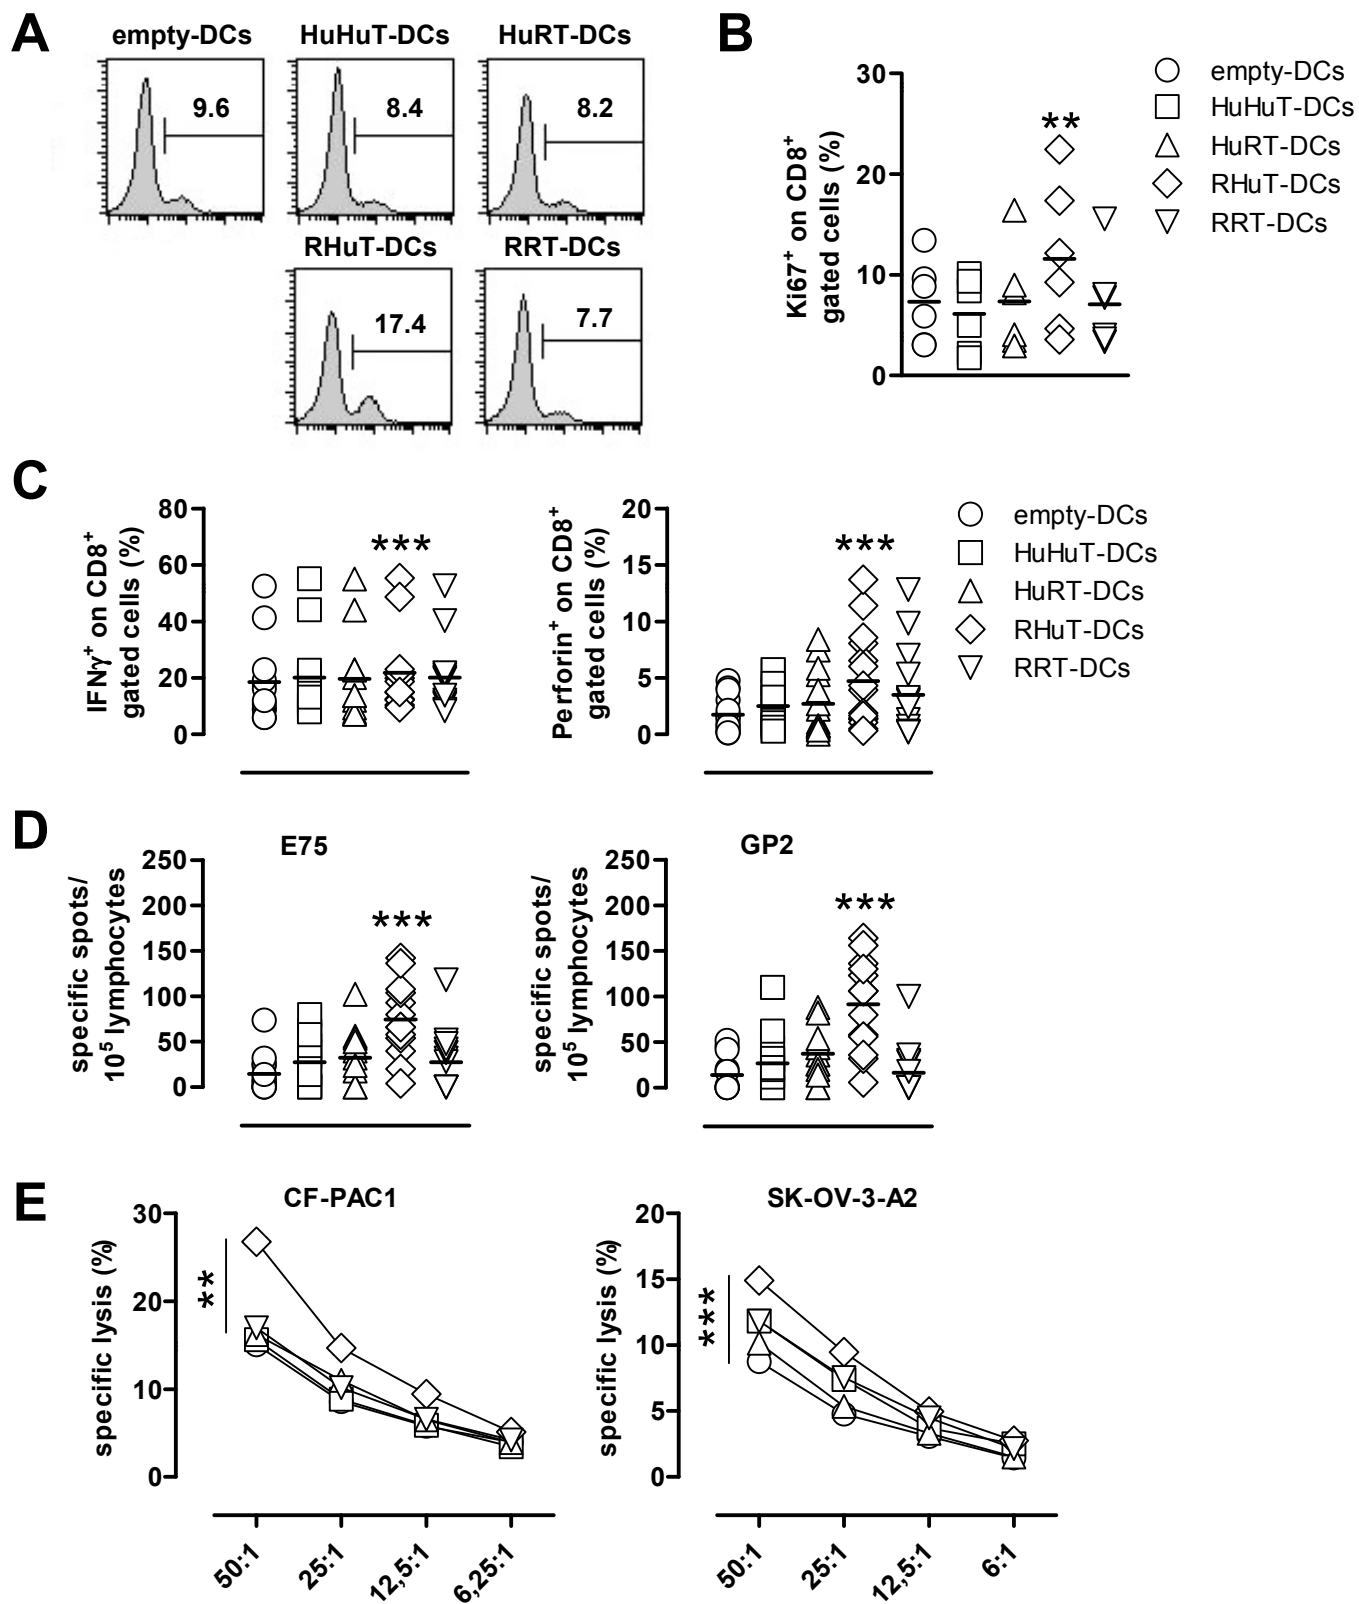 A
empty-DCs
HuHuT-DCs
HuRT-DCs
9.6
8.4
8.2
RHuT-DCs
RRT-DCs
17.4
7.7
B
Ki67+ on CD8+
gated cells (%)
30
20
10
0
**
empty-DCs
HuHuT-DCs
HuRT-DCs
RHuT-DCs
RRT-DCs
C
IFNγ+ on CD8+
gated cells (%)
80
60
40
20
0
***
Perforin+ on CD8+
gated cells (%)
20
15
10
5
0
***
empty-DCs
HuHuT-DCs
HuRT-DCs
RHuT-DCs
RRT-DCs
D
E75
specific spots/
10⁵ lymphocytes
250
200
150
100
50
0
***
GP2
specific spots/
10⁵ lymphocytes
250
200
150
100
50
0
***
E
CF-PAC1
specific lysis (%)
30
20
10
0
**
50:1
25:1
12,5:1
6,25:1
SK-OV-3-A2
specific lysis (%)
20
15
10
5
0
***
50:1
25:1
12,5:1
6:1